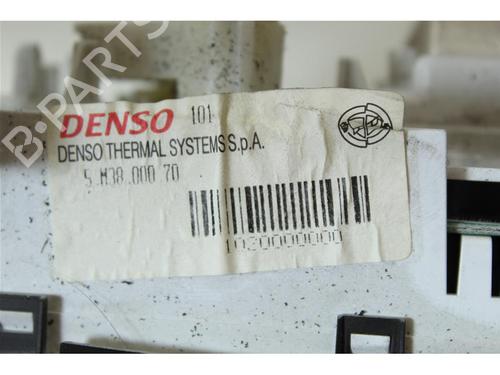 B-PARTS
DENSO 101
DENSO THERMAL SYSTEMS S.p.A.
5 M38 000 70
1020000000